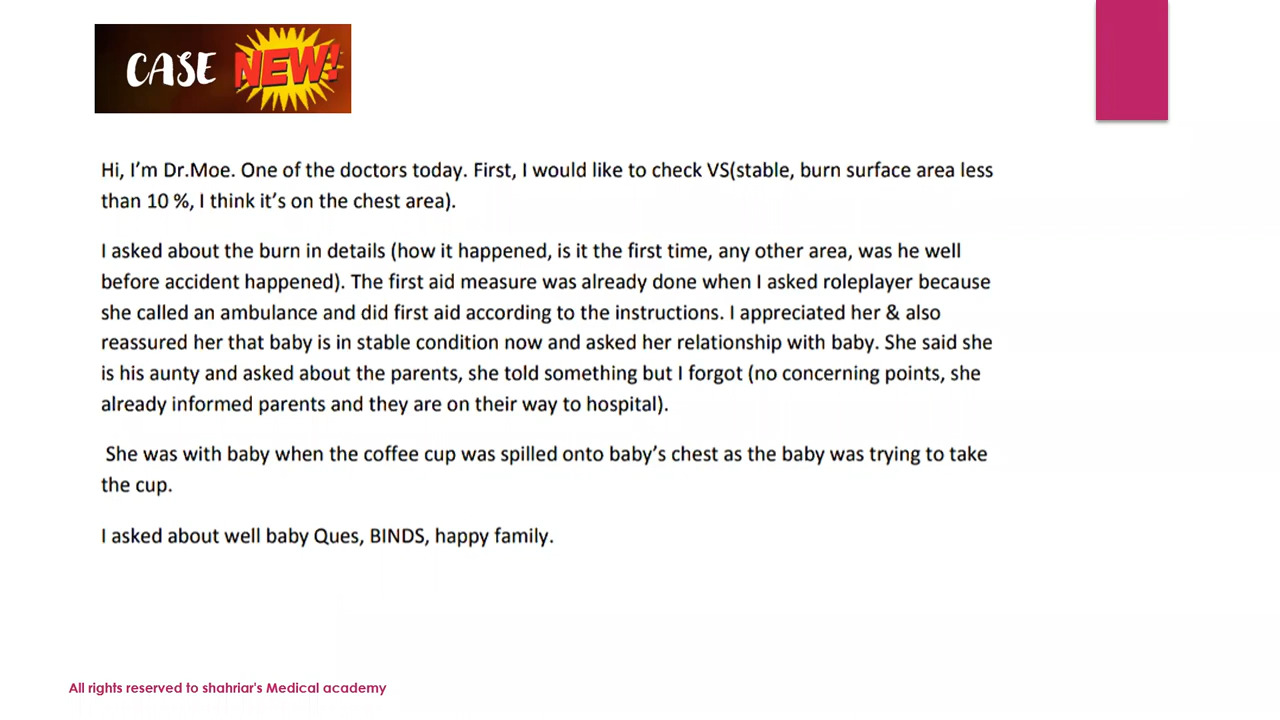 CASE NEW!
Hi, I'm Dr.Moe. One of the doctors today. First, I would like to check VS(stable, burn surface area less
than 10 %, I think it's on the chest area).
I asked about the burn in details (how it happened, is it the first time, any other area, was he well
before accident happened). The first aid measure was already done when I asked roleplayer because
she called an ambulance and did first aid according to the instructions. I appreciated her & also
reassured her that baby is in stable condition now and asked her relationship with baby. She said she
is his aunty and asked about the parents, she told something but I forgot (no concerning points, she
already informed parents and they are on their way to hospital).
She was with baby when the coffee cup was spilled onto baby's chest as the baby was trying to take
the cup.
I asked about well baby Ques, BINDS, happy family.
All rights reserved to shahriar's Medical academy